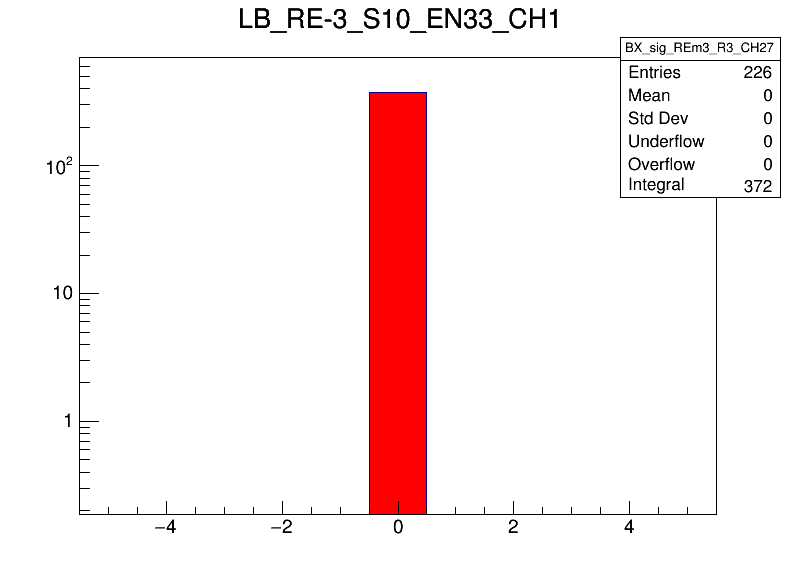 LB_RE-3_S10_EN33_CH1
BX_sig_REm3_R3_CH27
Entries 226
Mean 0
Std Dev 0
Underflow 0
Overflow 0
Integral 372
10²
10
1
−4 −2 0 2 4